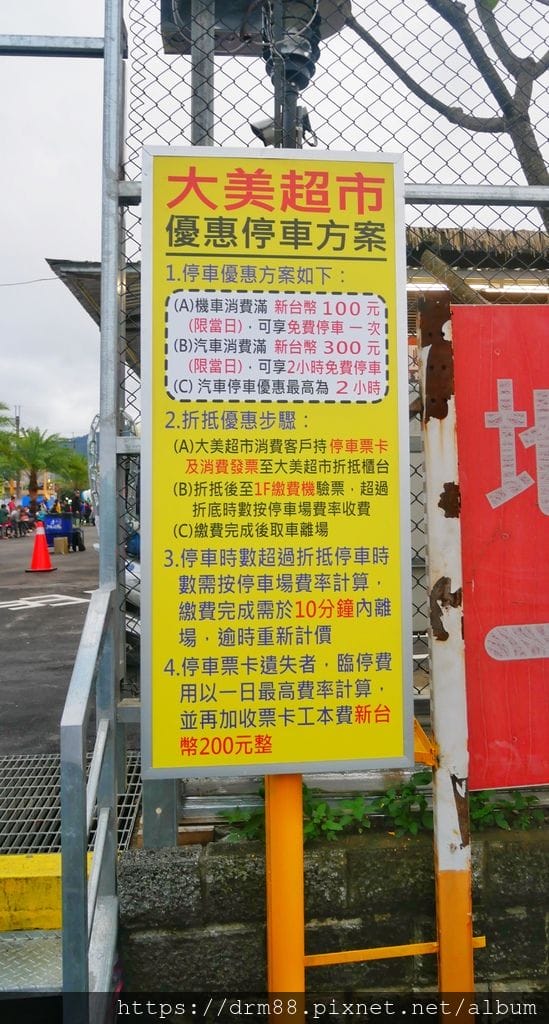 大美超市
優惠停車方案
1.停車優惠方案如下：
(A)機車消費滿 新台幣 100 元
(限當日)，可享免費停車 一 次
(B)汽車消費滿 新台幣 300 元
(限當日)，可享2小時免費停車
(C) 汽車停車優惠最高為 2 小時
2.折抵優惠步驟：
(A)大美超市消費客戶持 停車票卡
及消費發票至大美超市折抵櫃台
(B)折抵後至1F繳費機驗票，超過
折底時數按停車場費率收費
(C)繳費完成後取車離場
3.停車時數超過折抵停車時
數需按停車場費率計算，
繳費完成需於10分鐘內離
場，逾時重新計價
4.停車票卡遺失者，臨停費
用以一日最高費率計算，
並再加收票卡工本費新台
幣200元整
地
https://drm88.pixnet.net/album